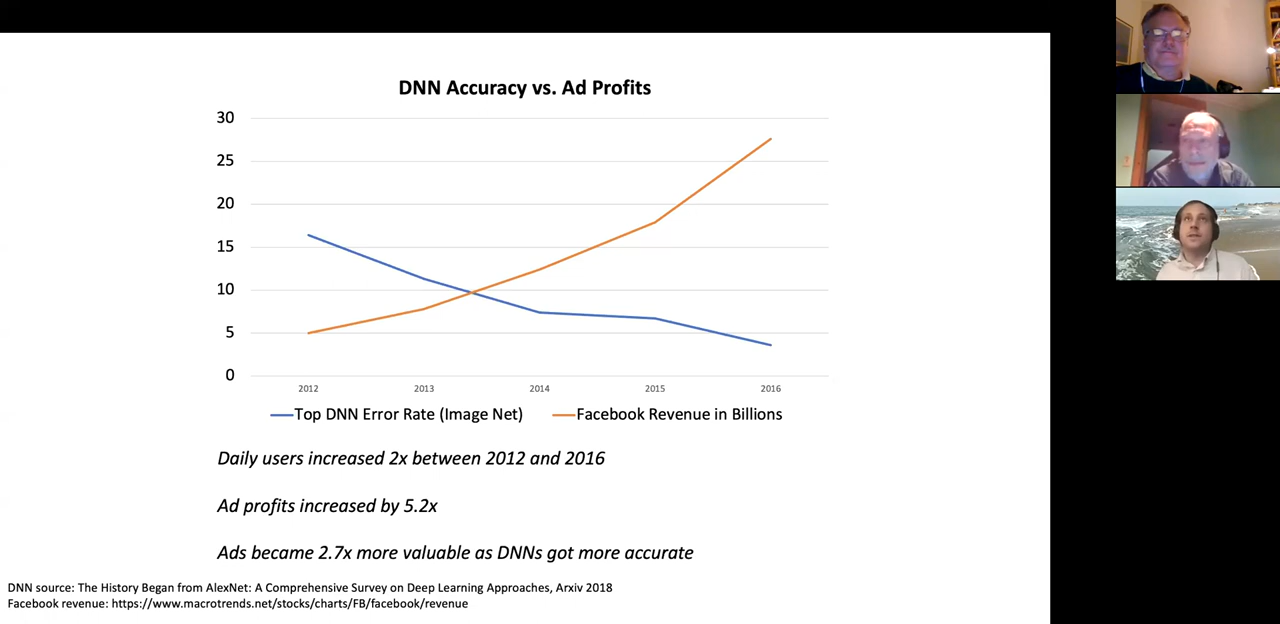 DNN Accuracy vs. Ad Profits
30
25
20
15
10
5
0
2012 2013 2014 2015 2016
Top DNN Error Rate (Image Net) Facebook Revenue in Billions
Daily users increased 2x between 2012 and 2016
Ad profits increased by 5.2x
Ads became 2.7x more valuable as DNNs got more accurate
DNN source: The History Began from AlexNet: A Comprehensive Survey on Deep Learning Approaches, Arxiv 2018
Facebook revenue: https://www.macrotrends.net/stocks/charts/FB/facebook/revenue